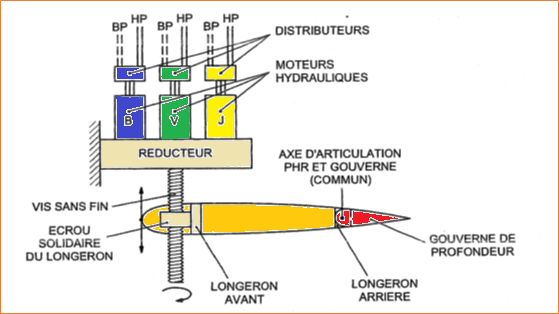 BP HP BP HP BP HP
DISTRIBUTEURS
MOTEURS
HYDRAULIQUES
B V J
REDUCTEUR
AXE D'ARTICULATION
PHR ET GOUVERNE
(COMMUN)
VIS SANS FIN
ECROU
SOLIDAIRE
DU LONGERON
GOUVERNE DE
PROFONDEUR
LONGERON
AVANT
LONGERON
ARRIERE